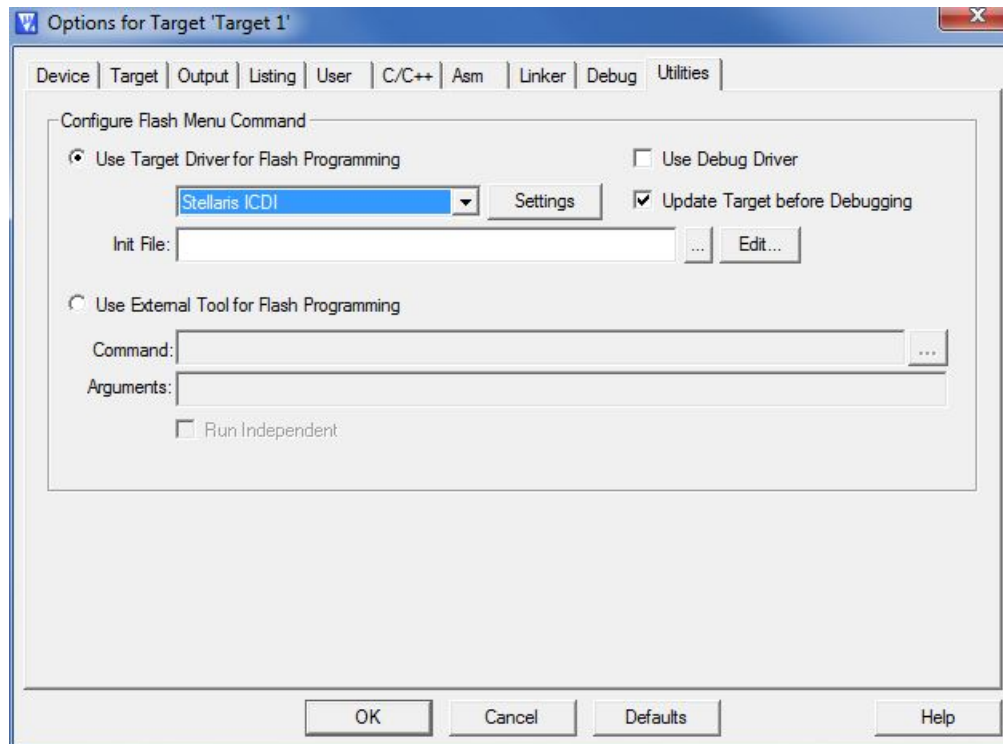 Options for Target 'Target 1'
Device Target Output Listing User C/C++ Asm Linker Debug Utilities
Configure Flash Menu Command
Use Target Driver for Flash Programming Use Debug Driver
Stellaris ICDI Settings Update Target before Debugging
Init File: ... Edit...
Use External Tool for Flash Programming
Command: ...
Arguments:
Run Independent
OK Cancel Defaults Help